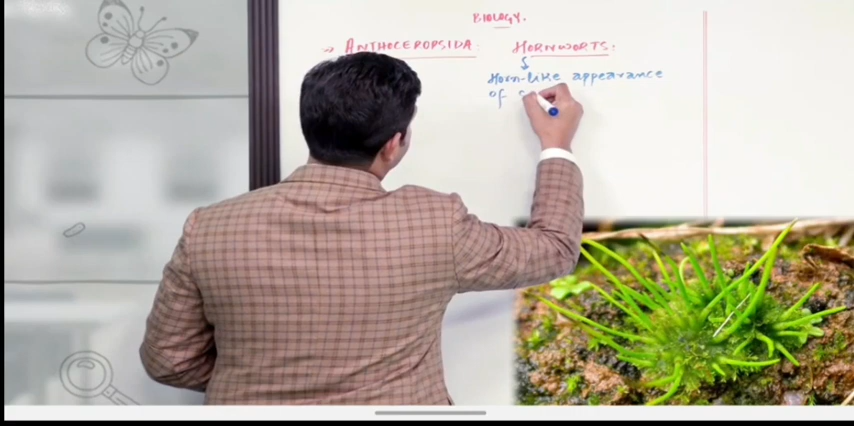 BIOLOGY.
→ ANTHOCEROPSIDA. HORNWORTS.
Horn-like appearance
of